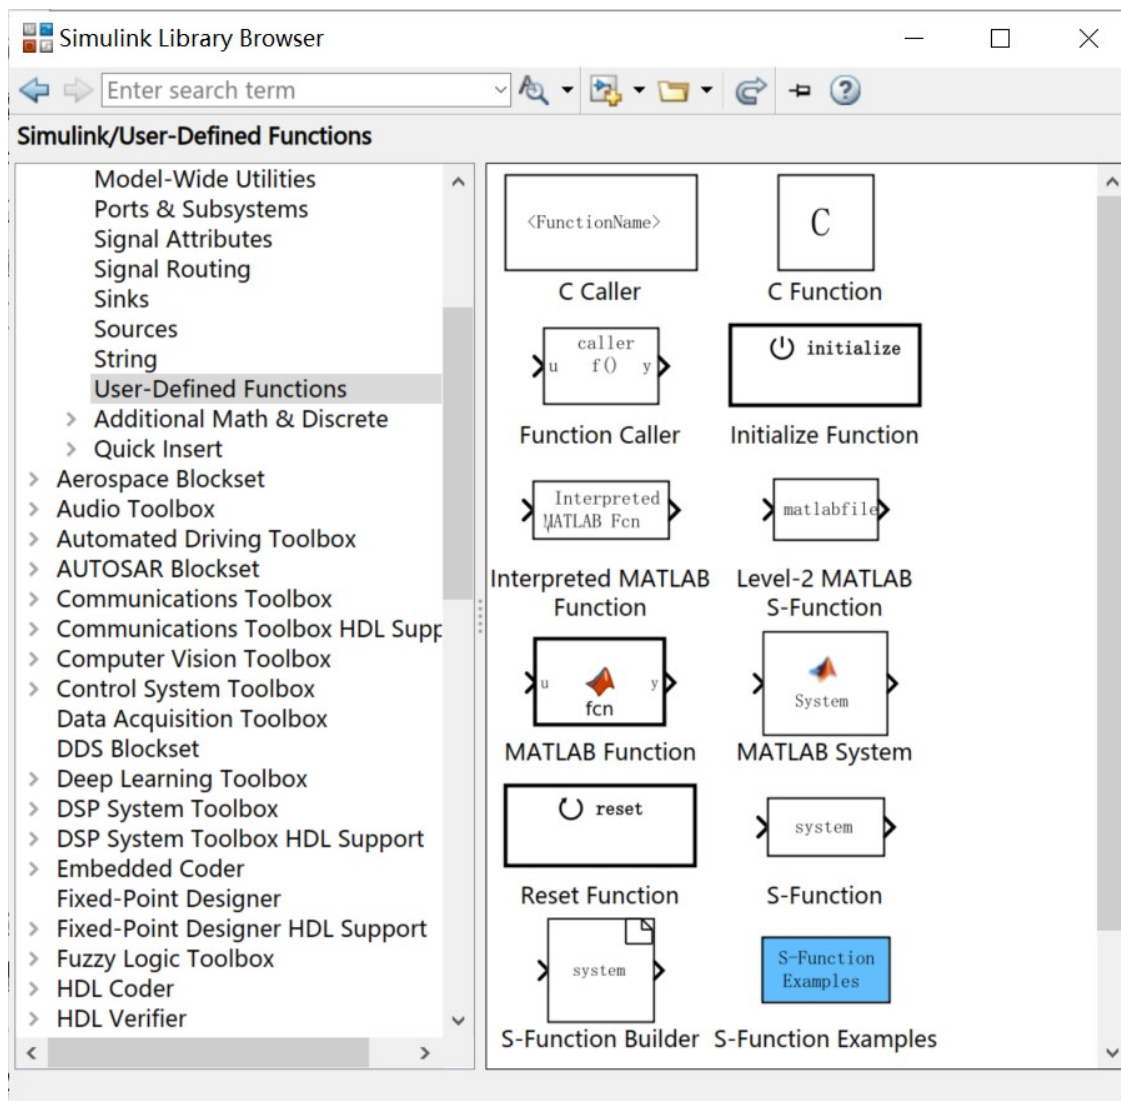 Simulink Library Browser
Enter search term
Simulink/User-Defined Functions
Model-Wide Utilities
Ports & Subsystems
Signal Attributes
Signal Routing
Sinks
Sources
String
User-Defined Functions
Additional Math & Discrete
Quick Insert
Aerospace Blockset
Audio Toolbox
Automated Driving Toolbox
AUTOSAR Blockset
Communications Toolbox
Communications Toolbox HDL Supp
Computer Vision Toolbox
Control System Toolbox
Data Acquisition Toolbox
DDS Blockset
Deep Learning Toolbox
DSP System Toolbox
DSP System Toolbox HDL Support
Embedded Coder
Fixed-Point Designer
Fixed-Point Designer HDL Support
Fuzzy Logic Toolbox
HDL Coder
HDL Verifier
<FunctionName>
C Caller
C
C Function
caller
u f() y
Function Caller
initialize
Initialize Function
Interpreted
MATLAB Fcn
Interpreted MATLAB
Function
matlabfile
Level-2 MATLAB
S-Function
u y
fcn
MATLAB Function
System
MATLAB System
reset
Reset Function
system
S-Function
system
S-Function Builder
S-Function
Examples
S-Function Examples